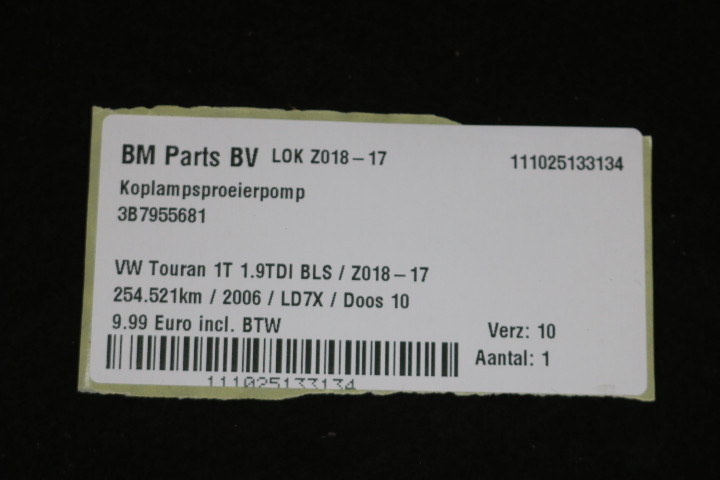 BM Parts BV LOK Z018-17 111025133134
Koplampsproeierpomp
3B7955681
VW Touran 1T 1.9TDI BLS / Z018-17
254.521km / 2006 / LD7X / Doos 10
9.99 Euro incl. BTW
Verz: 10
Aantal: 1
111025133134